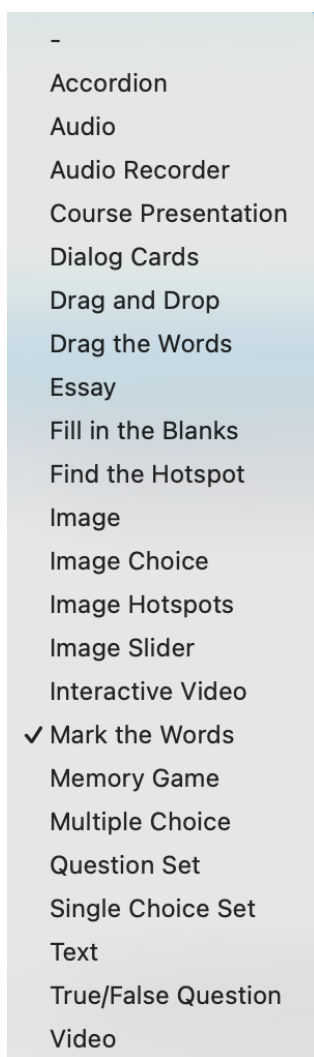 -
Accordion
Audio
Audio Recorder
Course Presentation
Dialog Cards
Drag and Drop
Drag the Words
Essay
Fill in the Blanks
Find the Hotspot
Image
Image Choice
Image Hotspots
Image Slider
Interactive Video
✓ Mark the Words
Memory Game
Multiple Choice
Question Set
Single Choice Set
Text
True/False Question
Video